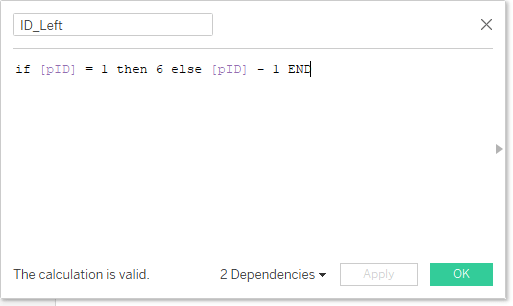 ID_Left
if [pID] = 1 then 6 else [pID] - 1 END
The calculation is valid.
2 Dependencies
Apply
OK